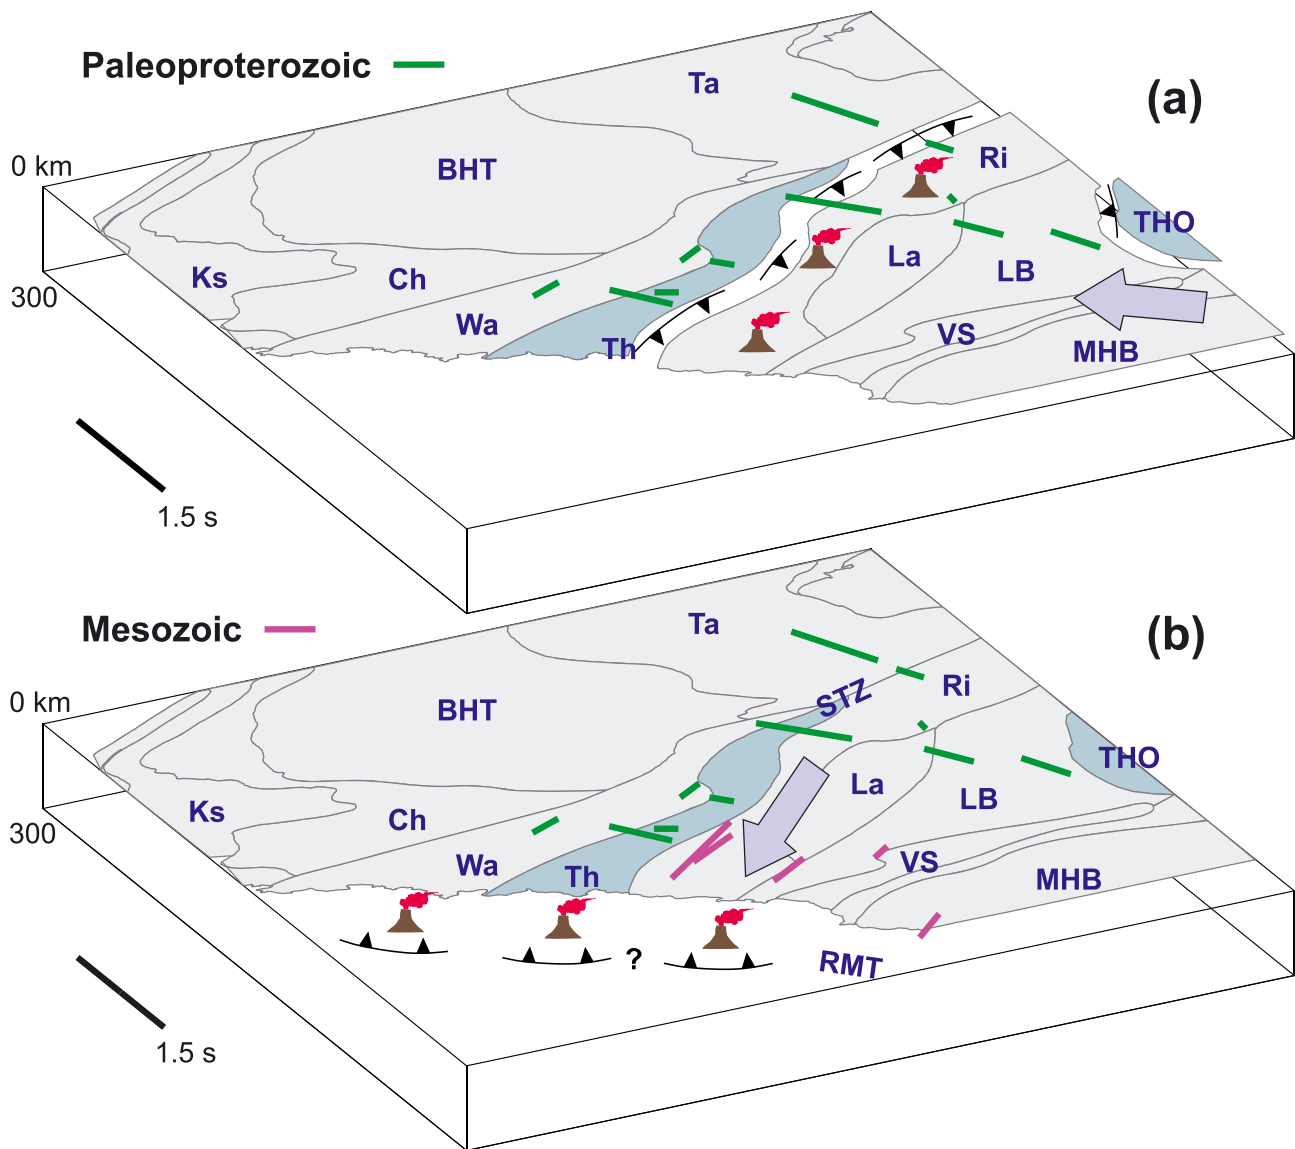 Paleoproterozoic
(a)
Ta
0 km
BHT
Ri
THO
Ks
Ch
La
LB
300
Wa
VS
Th
MHB
1.5 s
Mesozoic
(b)
Ta
0 km
BHT
STZ
Ri
THO
Ks
Ch
La
LB
300
Wa
Th
VS
MHB
?
RMT
1.5 s